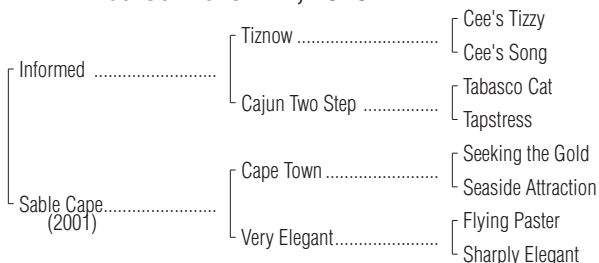 Cee's Tizzy
Tiznow ..................................
Cee's Song
Informed .............................
Tabasco Cat
Cajun Two Step ..................
Tapstress
Seeking the Gold
Cape Town ...........................
Seaside Attraction
Sable Cape...........................
(2001)
Flying Paster
Very Elegant.........................
Sharply Elegant